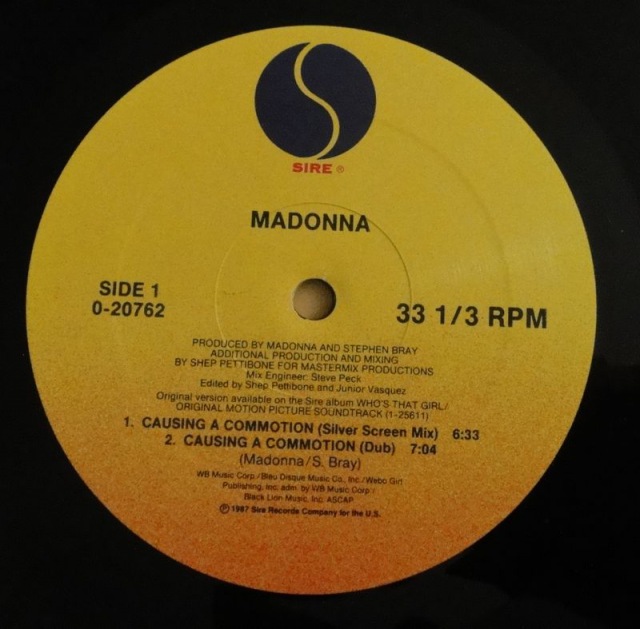 SIRE ®
MADONNA
SIDE 1
0-20762
33 1/3 RPM
PRODUCED BY MADONNA AND STEPHEN BRAY
ADDITIONAL PRODUCTION AND MIXING
BY SHEP PETTIBONE FOR MASTERMIX PRODUCTIONS
Mix Engineer: Steve Peck
Edited by Shep Pettibone and Junior Vasquez
Original version available on the Sire album WHO'S THAT GIRL/
ORIGINAL MOTION PICTURE SOUNDTRACK (1-25611)
1. CAUSING A COMMOTION (Silver Screen Mix) 6:33
2. CAUSING A COMMOTION (Dub) 7:04
(Madonna/S. Bray)
WB Music Corp./Bleu Disque Music Co., Inc./Webo Girl
Publishing, Inc. adm. by WB Music Corp./
Black Lion Music, Inc. ASCAP
℗ 1987 Sire Records Company for the U.S.